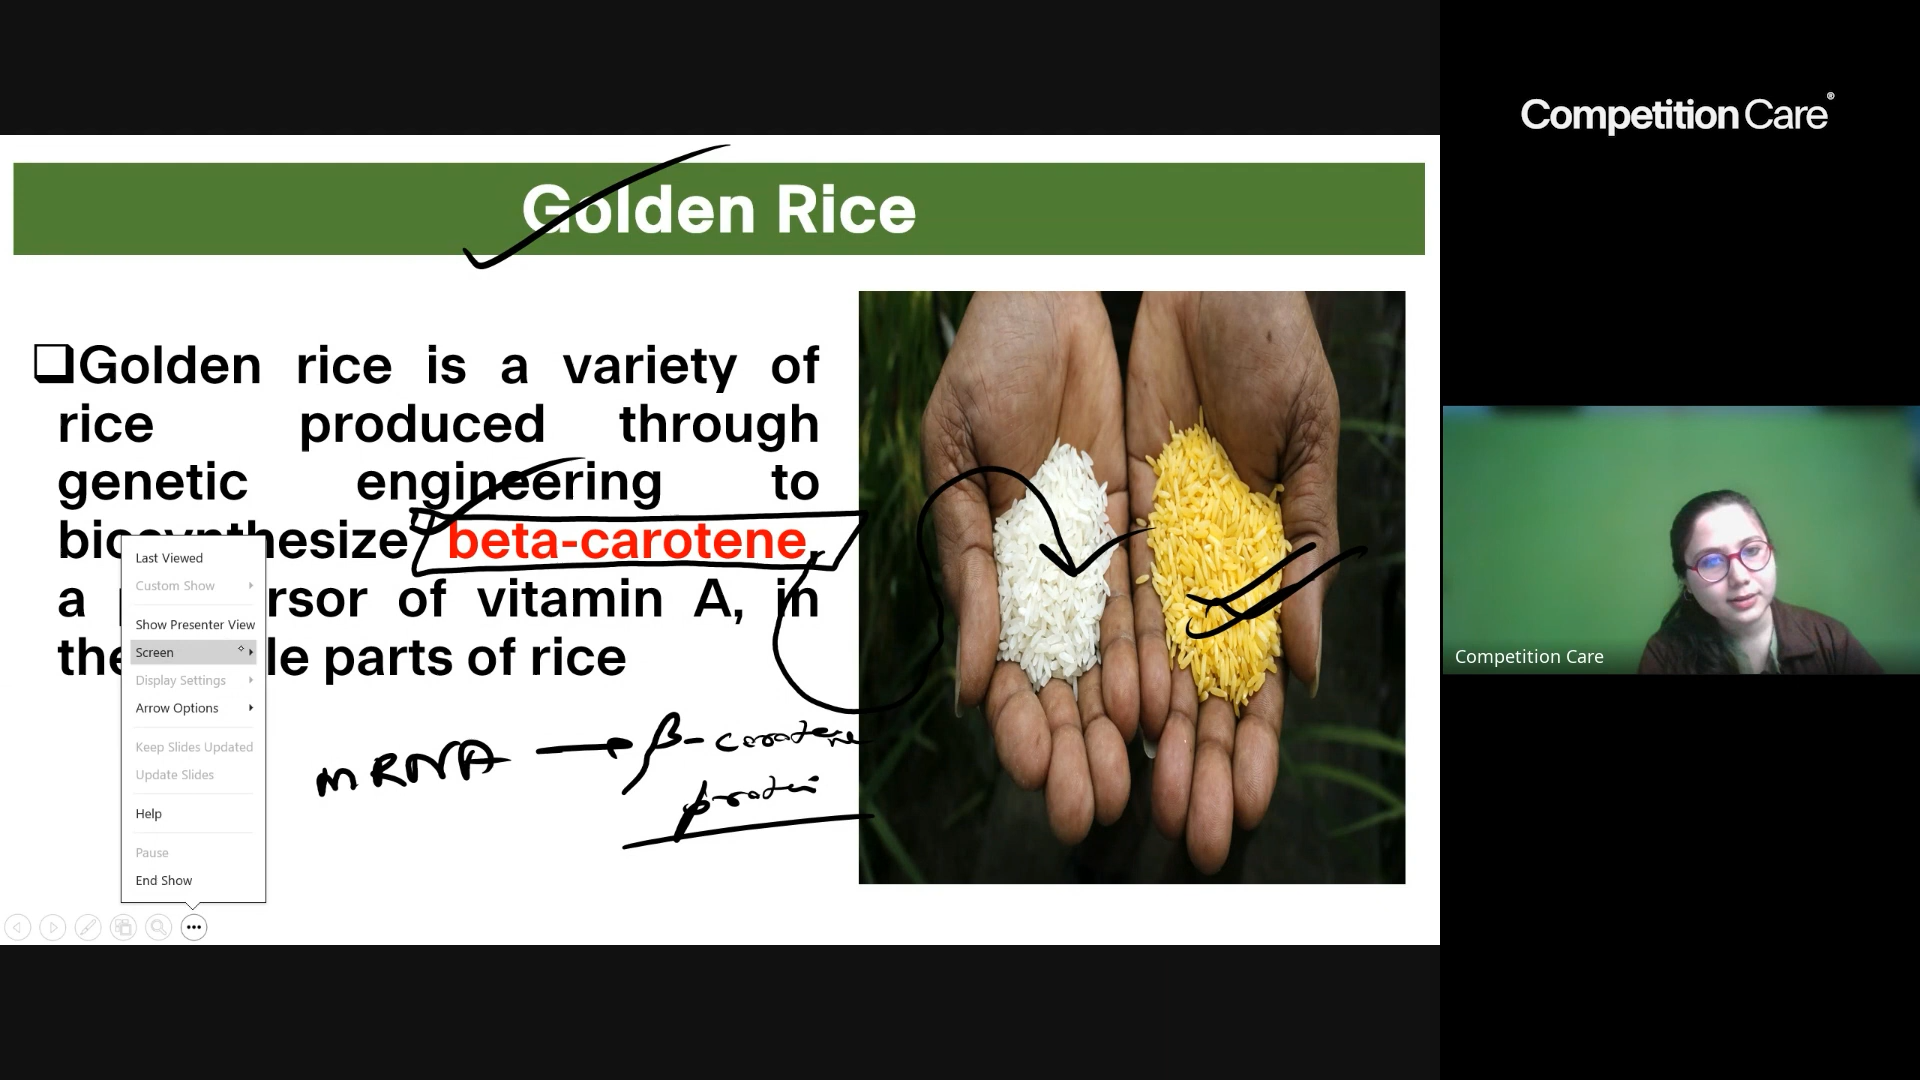 Competition Care®
Golden Rice
❑Golden rice is a variety of
rice produced through
genetic engineering to
biosynthesize beta-carotene,
a rsor of vitamin A, in
the le parts of rice
mRNA → β-carotene
protein
Last Viewed
Custom Show
Show Presenter View
Screen
Display Settings
Arrow Options
Keep Slides Updated
Update Slides
Help
Pause
End Show
Competition Care